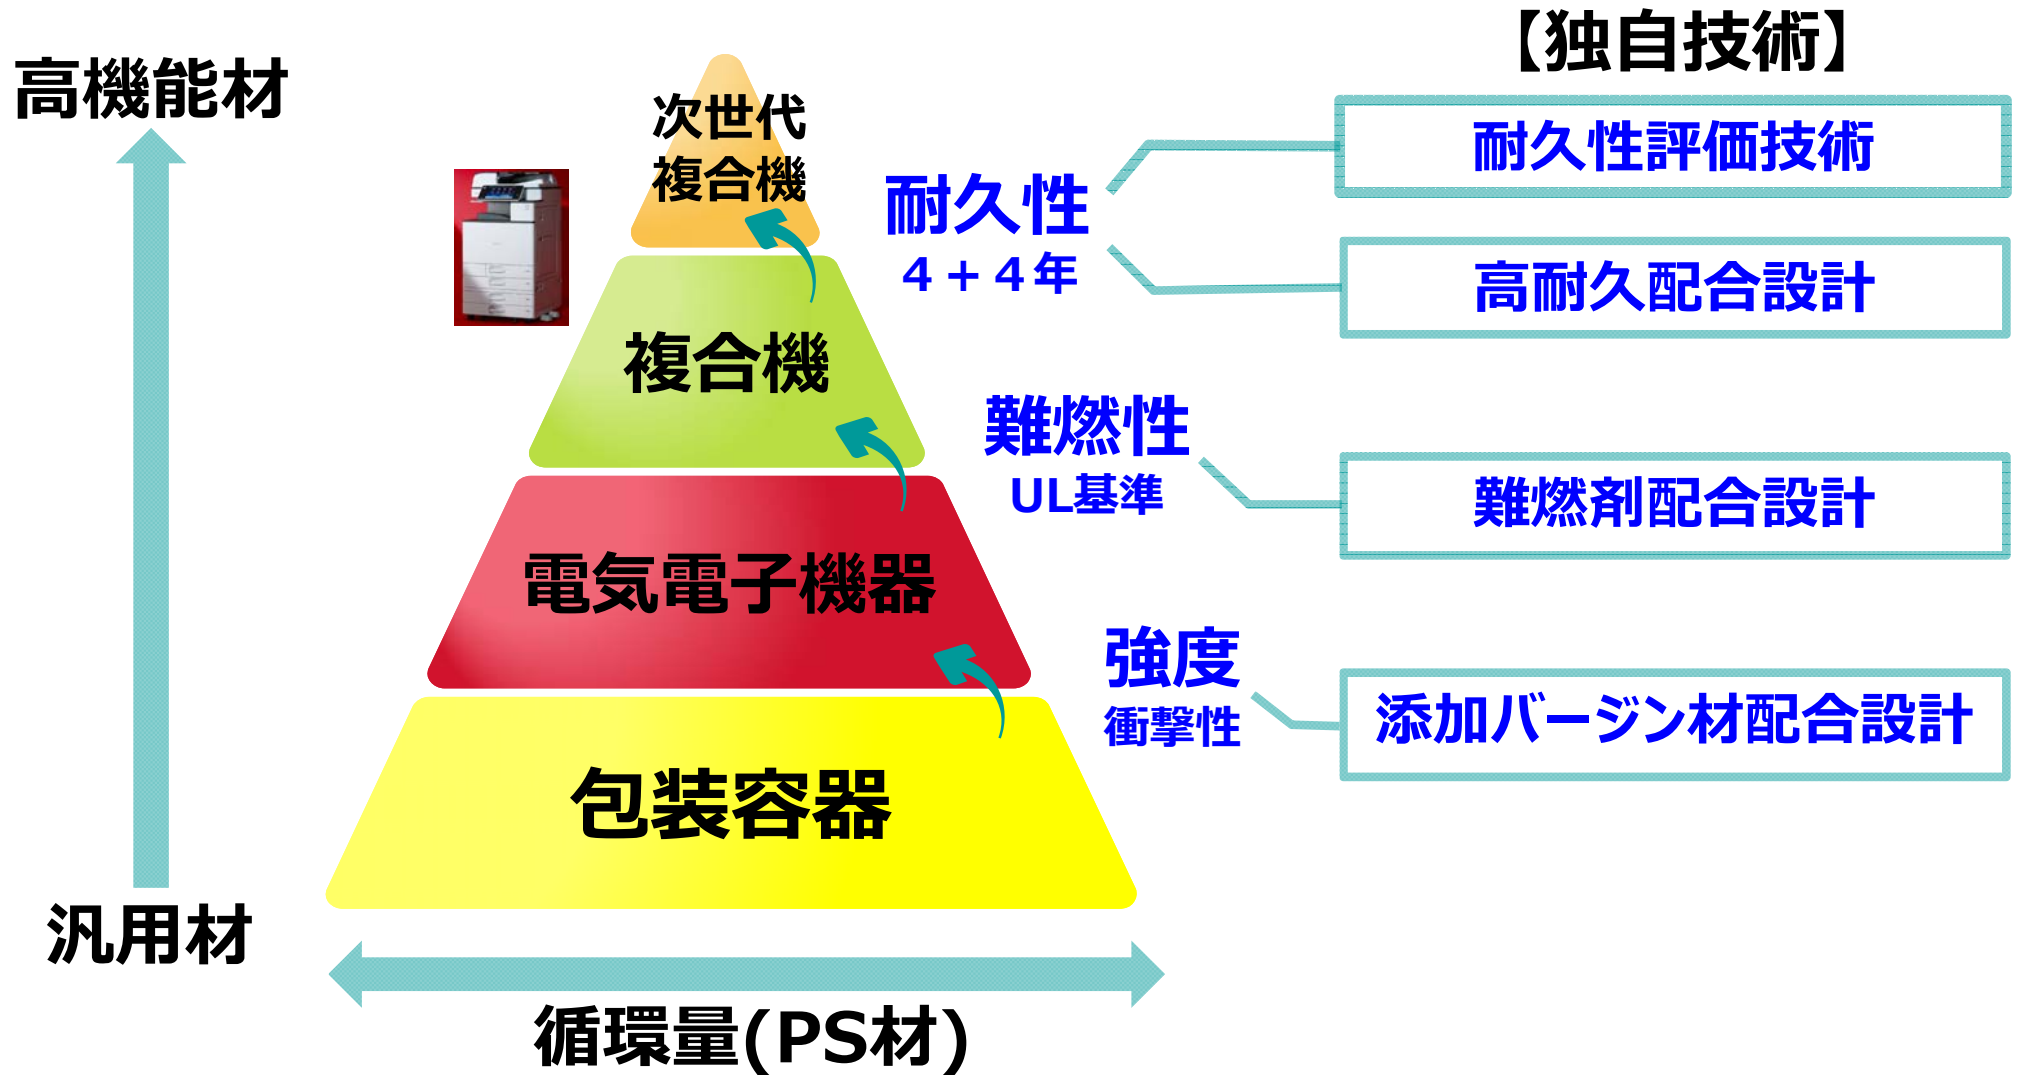 【独自技術】
高機能材
次世代
複合機
耐久性
４＋４年
耐久性評価技術
高耐久配合設計
複合機
難燃性
UL基準
難燃剤配合設計
電気電子機器
強度
衝撃性
添加バージン材配合設計
包装容器
汎用材
循環量(PS材)